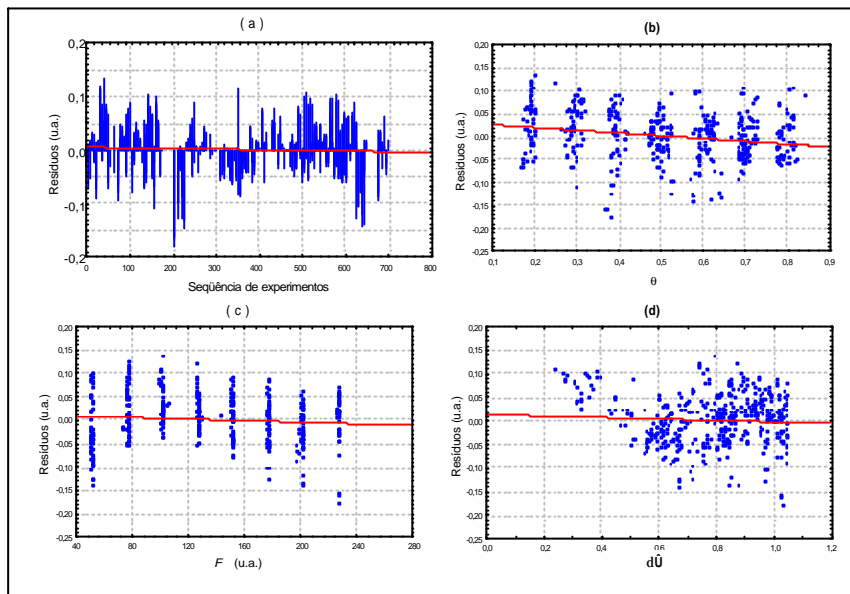 ( a )
0,2
0,1
0,0
-0,1
-0,2
Resíduos (u.a.)
0 100 200 300 400 500 600 700 800
Seqüência de experimentos
(b)
0,20
0,15
0,10
0,05
0,00
-0,05
-0,10
-0,15
-0,20
-0,25
Resíduos (u.a.)
0,1 0,2 0,3 0,4 0,5 0,6 0,7 0,8 0,9
θ
( c )
0,20
0,15
0,10
0,05
0,00
-0,05
-0,10
-0,15
-0,20
-0,25
Resíduos (u.a.)
40 80 120 160 200 240 280
F (u.a.)
(d)
0,20
0,15
0,10
0,05
0,00
-0,05
-0,10
-0,15
-0,20
-0,25
Resíduos (u.a.)
0,0 0,2 0,4 0,6 0,8 1,0 1,2
dÛ